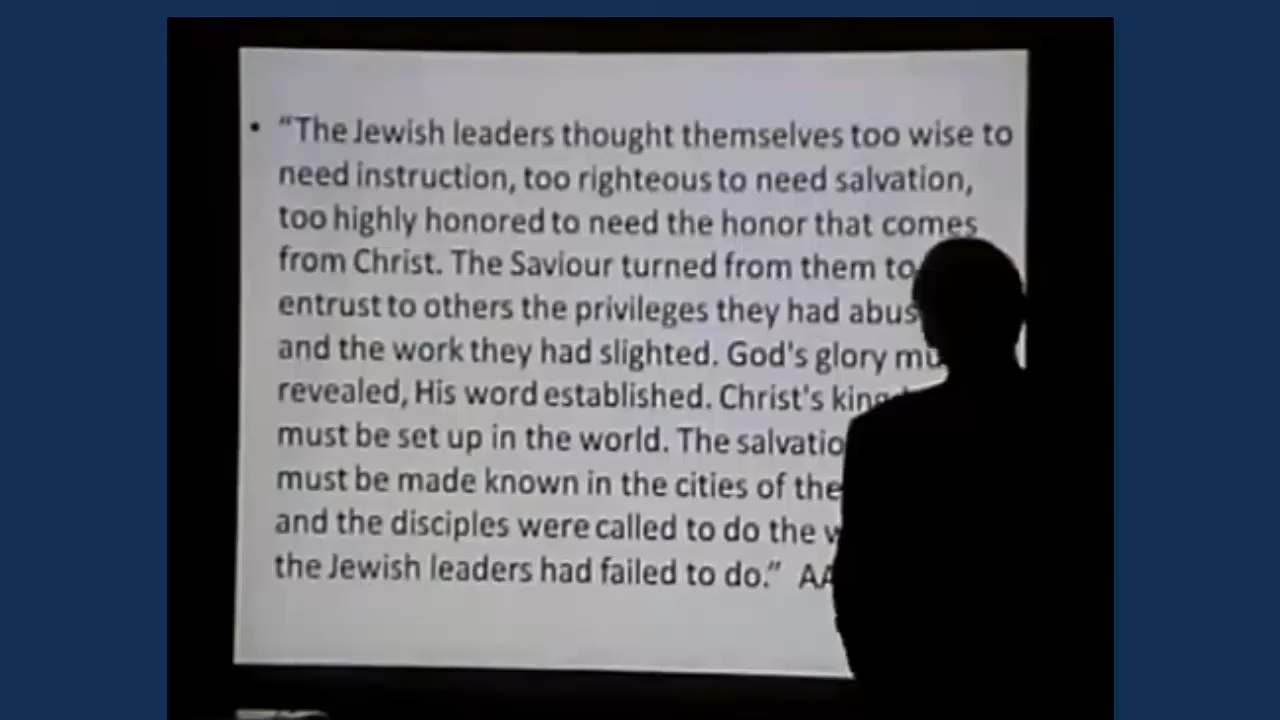 • “The Jewish leaders thought themselves too wise to
need instruction, too righteous to need salvation,
too highly honored to need the honor that comes
from Christ. The Saviour turned from them to
entrust to others the privileges they had
and the work they had slighted. God's glory
revealed, His word established. Christ's
must be set up in the world. The
must be made known in the cities of the
and the disciples were called to do the
the Jewish leaders had failed to do.”